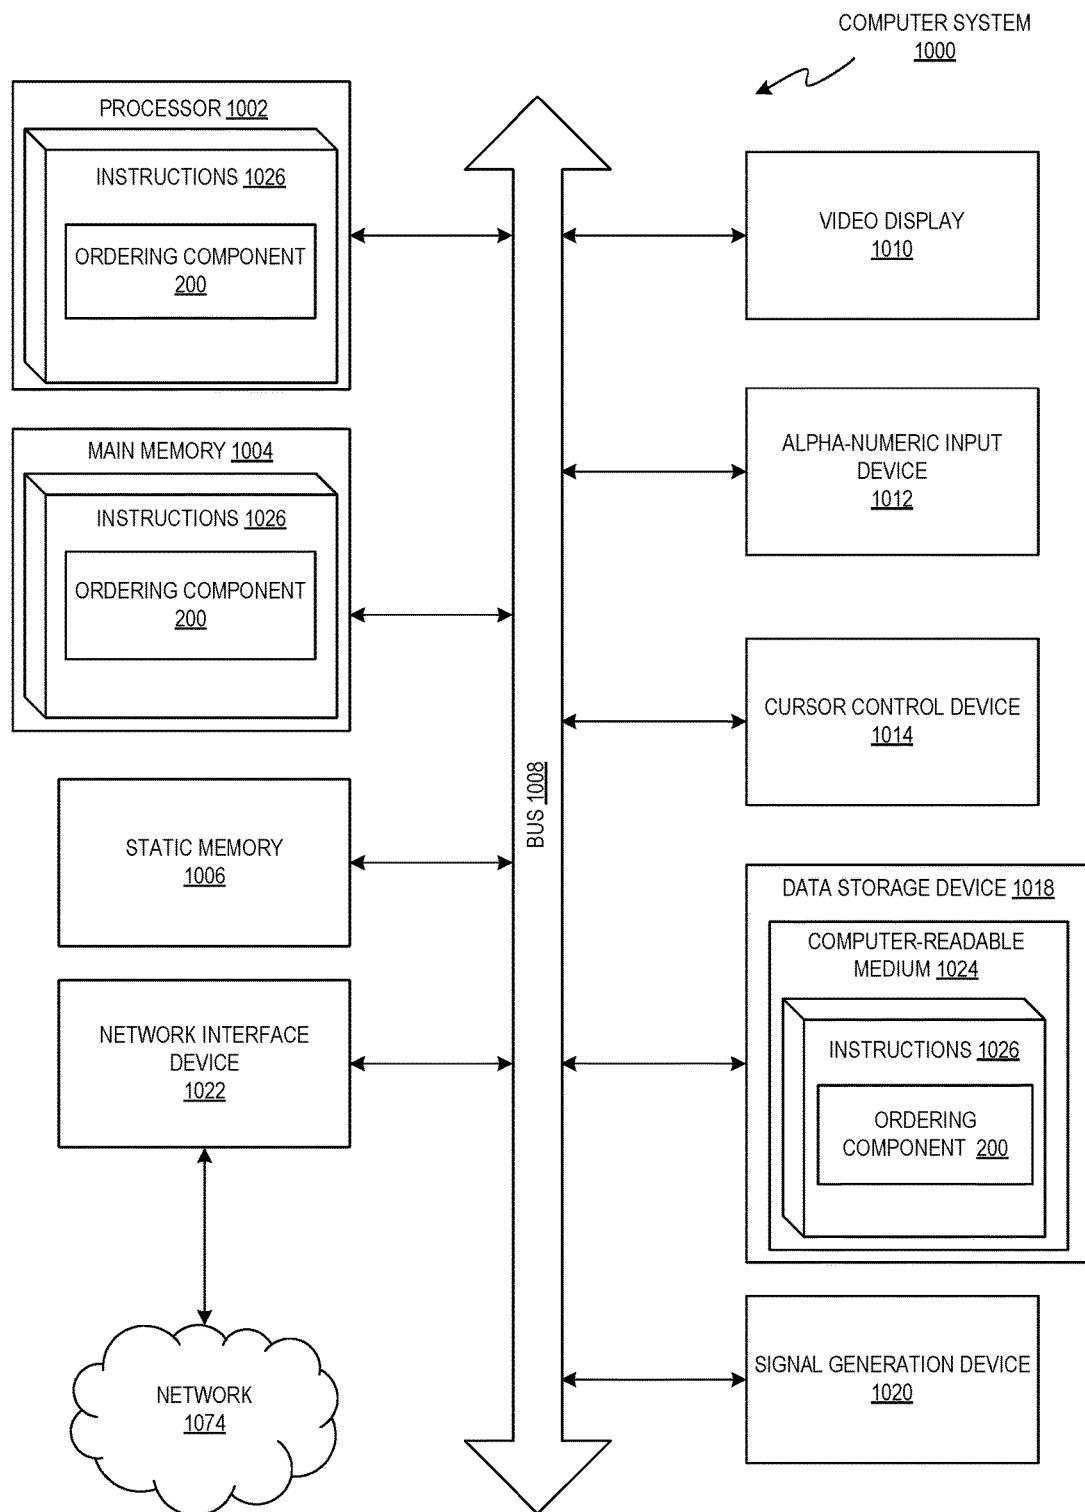 COMPUTER SYSTEM
1000
PROCESSOR 1002
INSTRUCTIONS 1026
ORDERING COMPONENT
200
MAIN MEMORY 1004
INSTRUCTIONS 1026
ORDERING COMPONENT
200
STATIC MEMORY
1006
NETWORK INTERFACE
DEVICE
1022
NETWORK
1074
BUS 1008
VIDEO DISPLAY
1010
ALPHA-NUMERIC INPUT
DEVICE
1012
CURSOR CONTROL DEVICE
1014
DATA STORAGE DEVICE 1018
COMPUTER-READABLE
MEDIUM 1024
INSTRUCTIONS 1026
ORDERING
COMPONENT 200
SIGNAL GENERATION DEVICE
1020